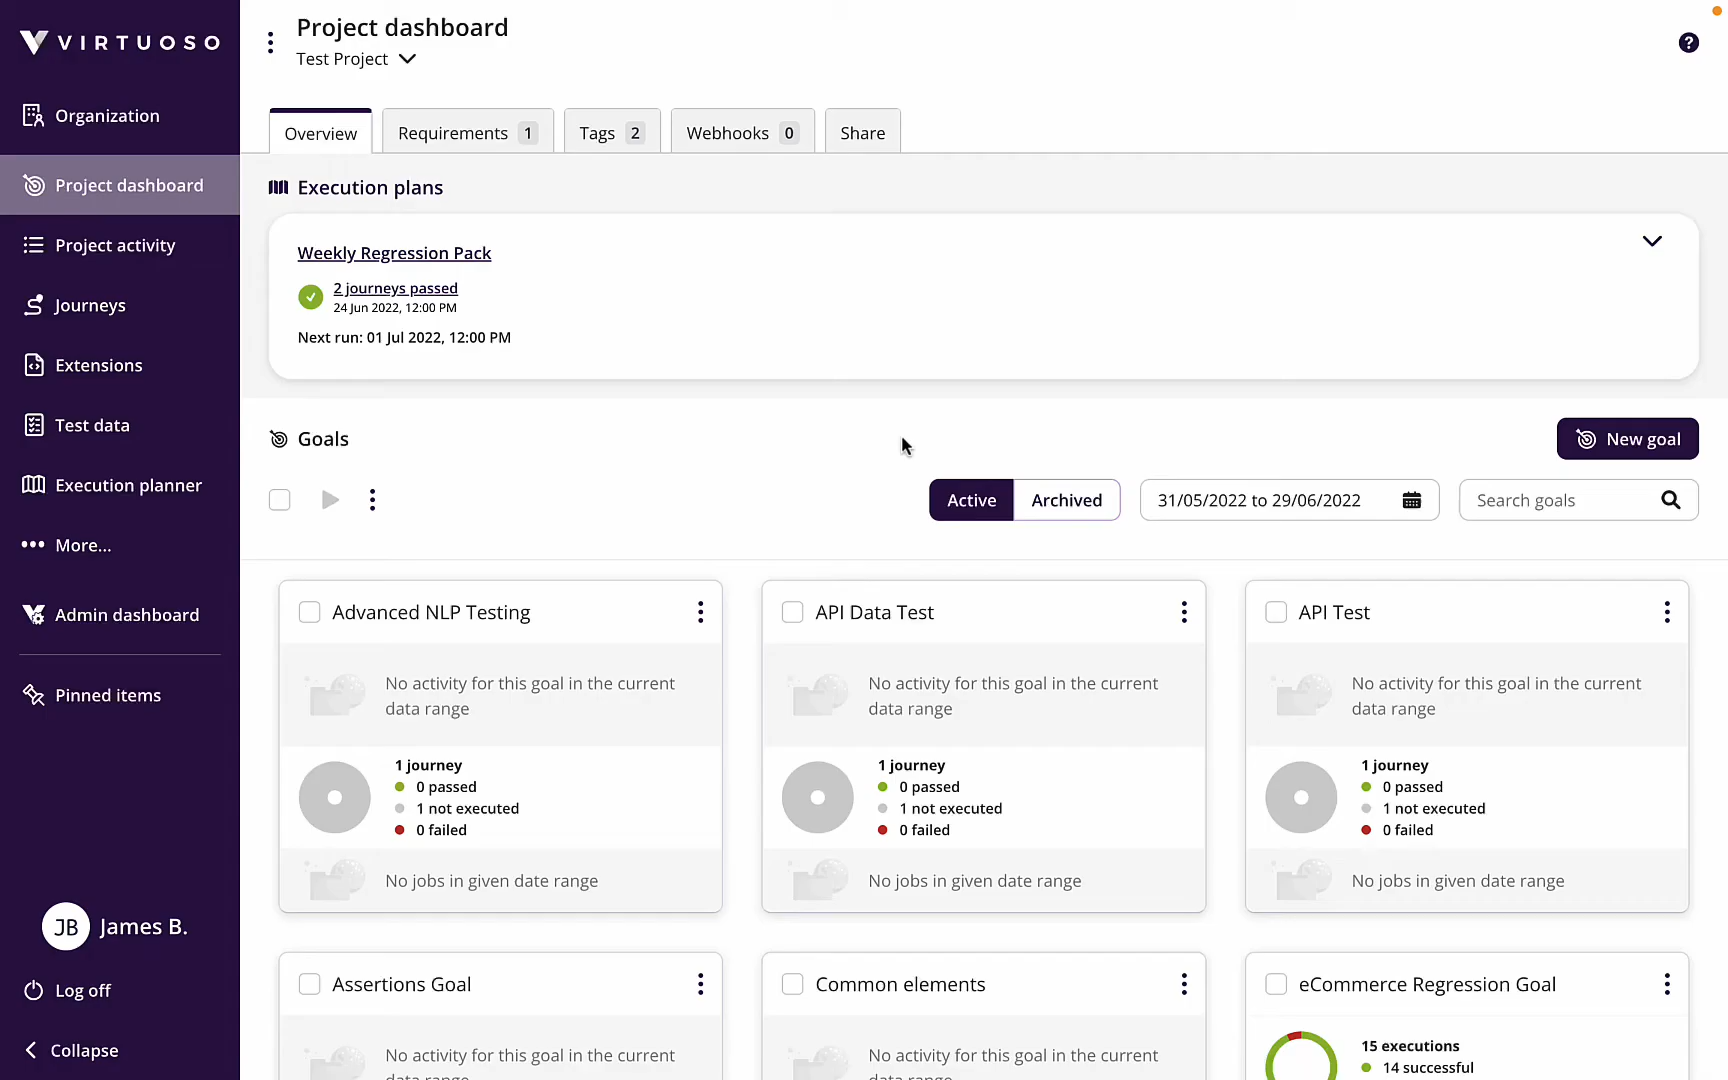 VIRTUOSO
Organization
Project dashboard
Project activity
Journeys
Extensions
Test data
Execution planner
More...
Admin dashboard
Pinned items
JB James B.
Log off
Collapse
Project dashboard
Test Project
?
Overview Requirements 1 Tags 2 Webhooks 0 Share
Execution plans
Weekly Regression Pack
2 journeys passed
24 Jun 2022, 12:00 PM
Next run: 01 Jul 2022, 12:00 PM
Goals
New goal
Active Archived 31/05/2022 to 29/06/2022 Search goals
Advanced NLP Testing
No activity for this goal in the current
data range
1 journey
0 passed
1 not executed
0 failed
No jobs in given date range
API Data Test
No activity for this goal in the current
data range
1 journey
0 passed
1 not executed
0 failed
No jobs in given date range
API Test
No activity for this goal in the current
data range
1 journey
0 passed
1 not executed
0 failed
No jobs in given date range
Assertions Goal
No activity for this goal in the current
data range
Common elements
No activity for this goal in the current
data range
eCommerce Regression Goal
15 executions
14 successful